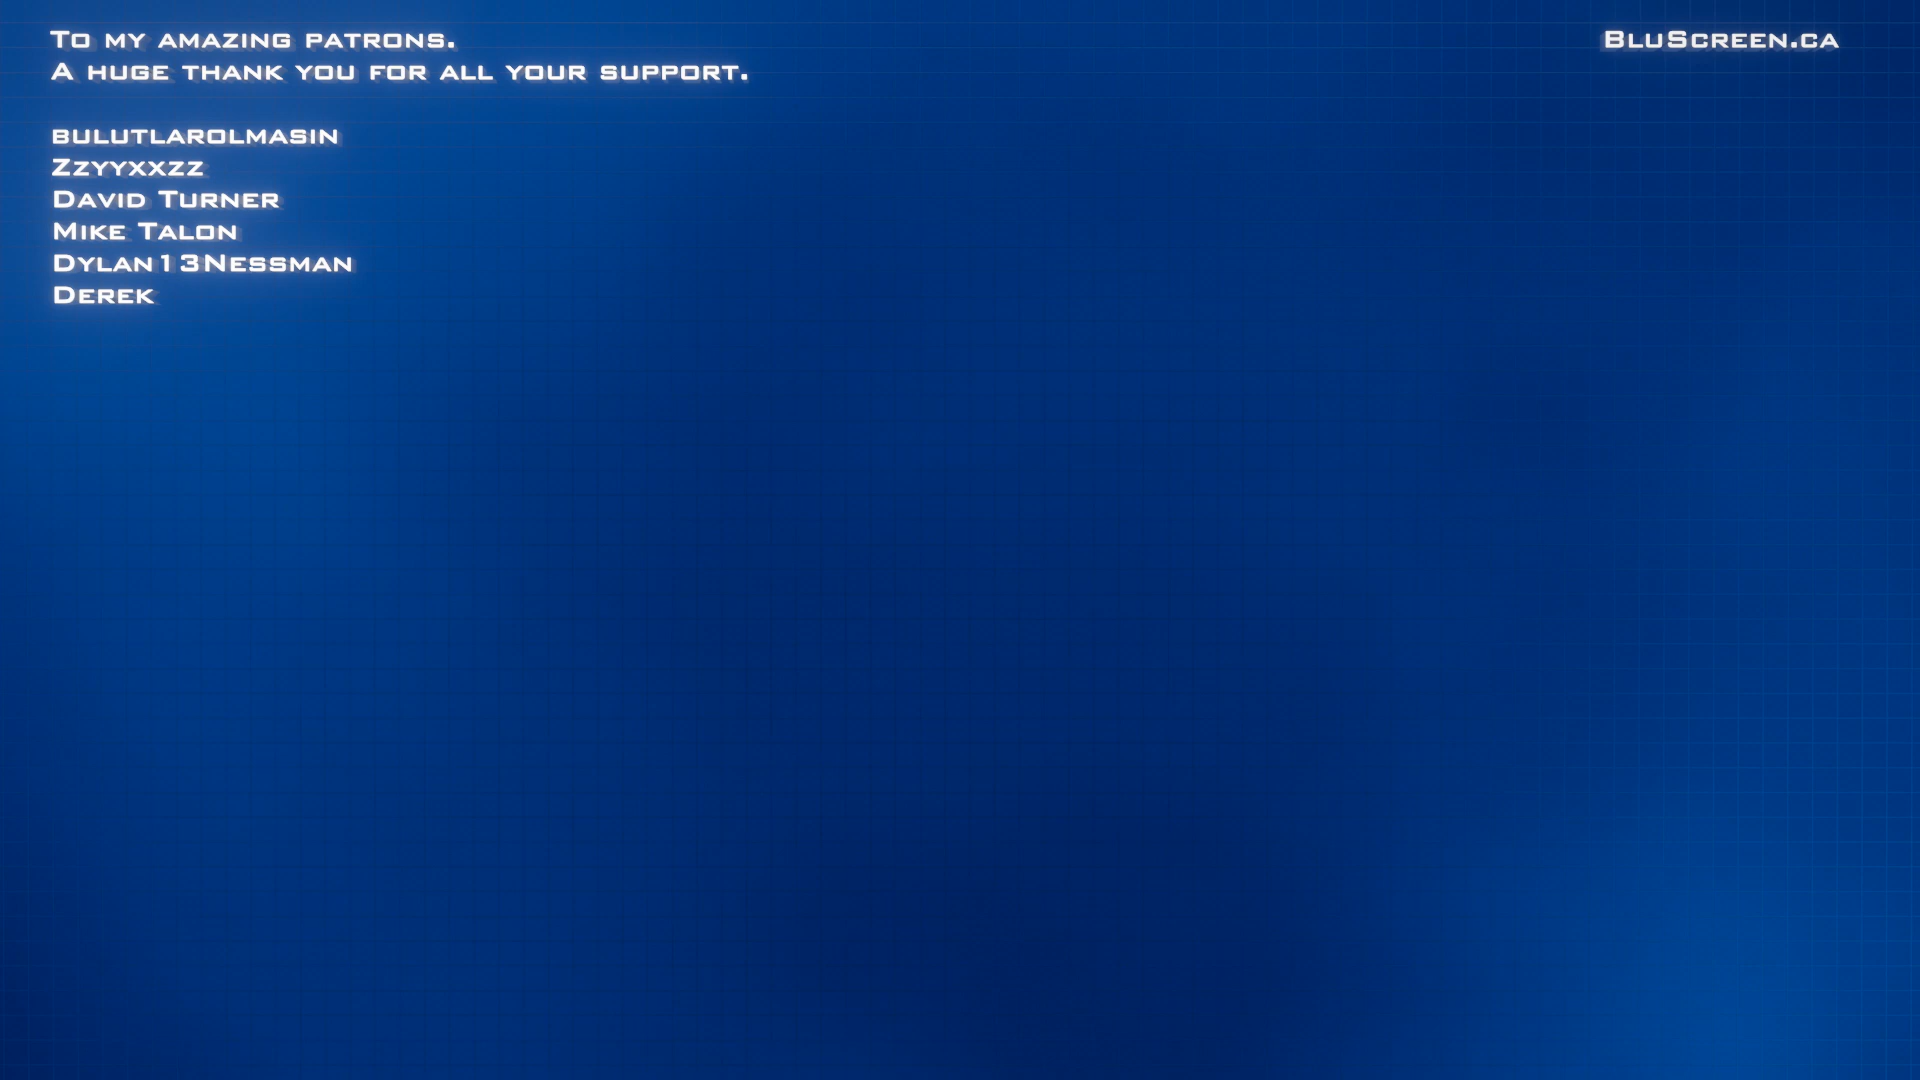 To my amazing patrons.
A huge thank you for all your support.
BluScreen.ca
bulutlarolmasin
Zzyyxxzz
David Turner
Mike Talon
Dylan13Nessman
Derek